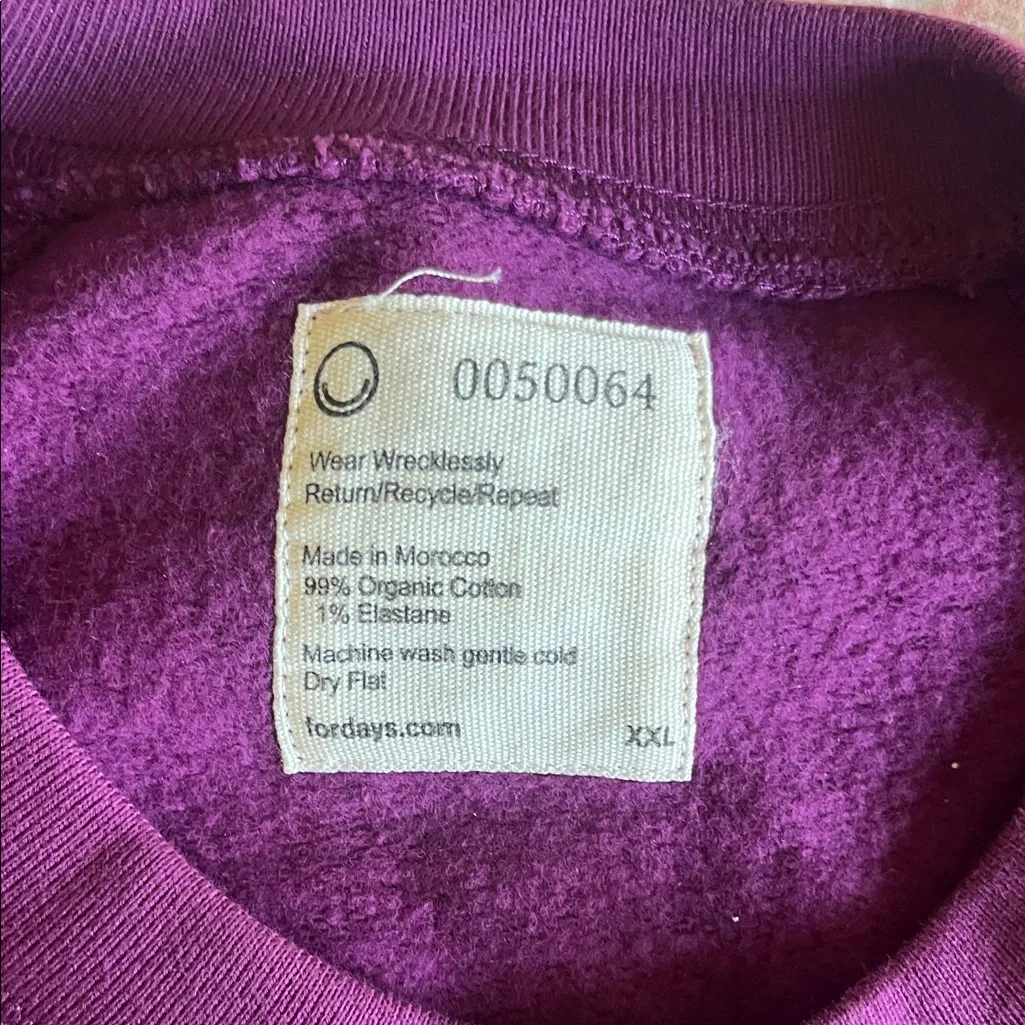 0050064
Wear Wrecklessly
Return/Recycle/Repeat
Made in Morocco
99% Organic Cotton
1% Elastane
Machine wash gentle cold
Dry Flat
fordays.com
XXL